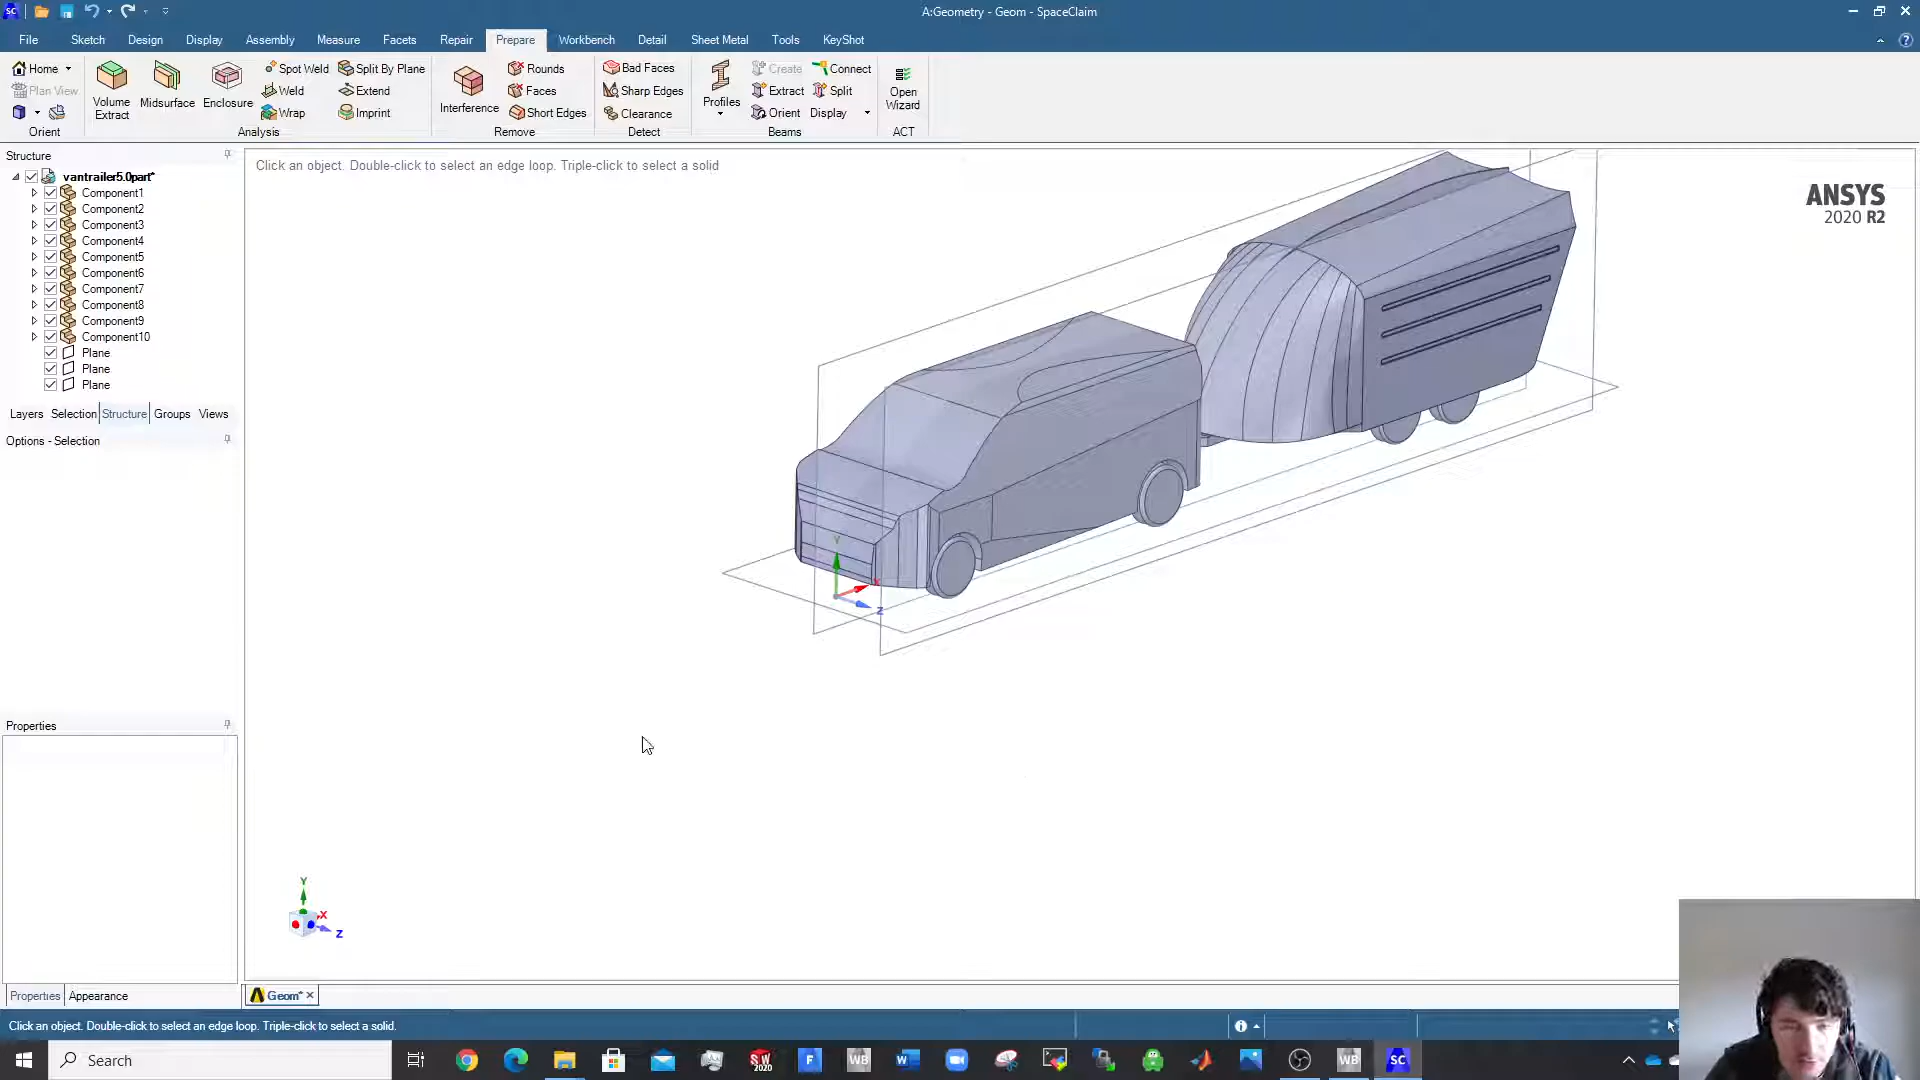 A:Geometry - Geom - SpaceClaim
File Sketch Design Display Assembly Measure Facets Repair Prepare Workbench Detail Sheet Metal Tools KeyShot
Home
Plan View
Orient
Volume Extract
Midsurface
Enclosure
Spot Weld
Weld
Wrap
Split By Plane
Extend
Imprint
Analysis
Interference
Rounds
Faces
Short Edges
Remove
Bad Faces
Sharp Edges
Clearance
Detect
Profiles
Create
Extract
Orient
Connect
Split
Display
Beams
Open Wizard
ACT
Structure
vantrailer5.0part*
Component1
Component2
Component3
Component4
Component5
Component6
Component7
Component8
Component9
Component10
Plane
Plane
Plane
Layers Selection Structure Groups Views
Options - Selection
Properties
Properties Appearance
Click an object. Double-click to select an edge loop. Triple-click to select a solid
ANSYS
2020 R2
Y
X
Z
Y
X
Z
Geom*
Click an object. Double-click to select an edge loop. Triple-click to select a solid.
Search